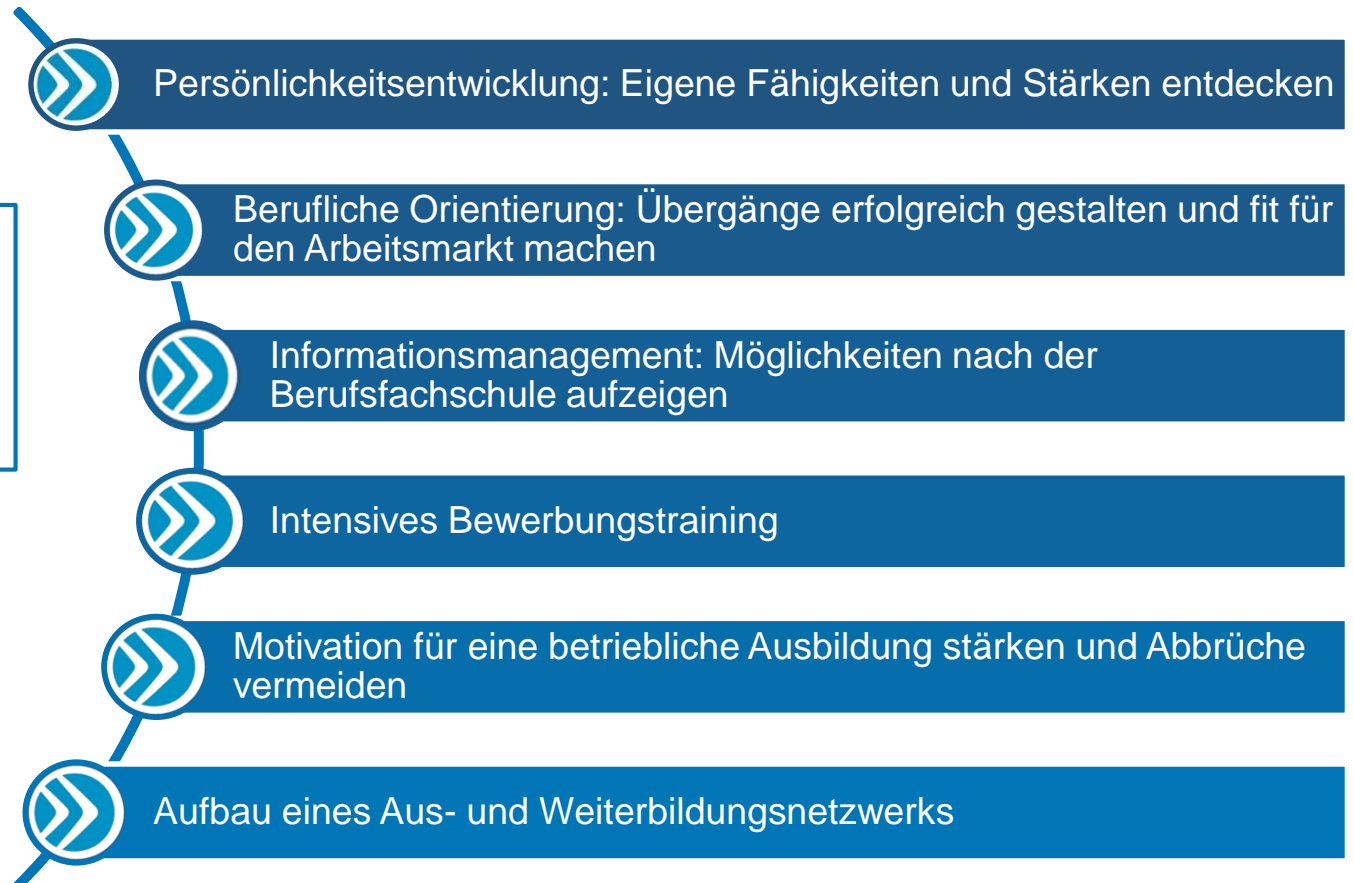 Persönlichkeitsentwicklung: Eigene Fähigkeiten und Stärken entdecken
Berufliche Orientierung: Übergänge erfolgreich gestalten und fit für
den Arbeitsmarkt machen
Informationsmanagement: Möglichkeiten nach der
Berufsfachschule aufzeigen
Intensives Bewerbungstraining
Motivation für eine betriebliche Ausbildung stärken und Abbrüche
vermeiden
Aufbau eines Aus- und Weiterbildungsnetzwerks